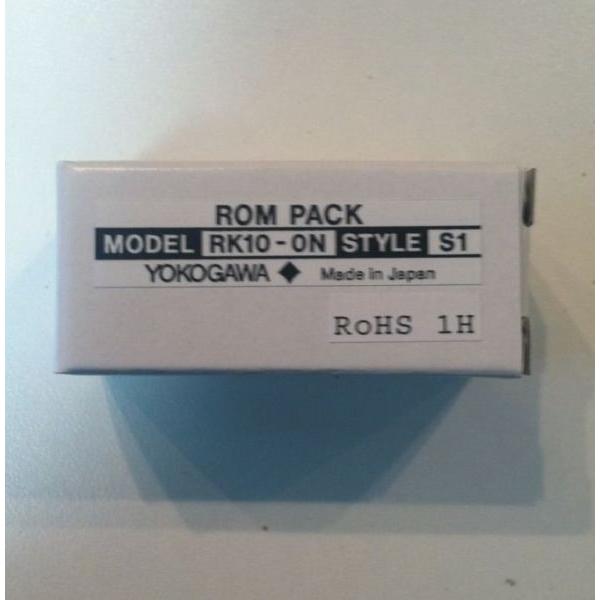 ROM PACK
MODEL RK10-0N STYLE S1
YOKOGAWA ◆ Made in Japan
RoHS 1H